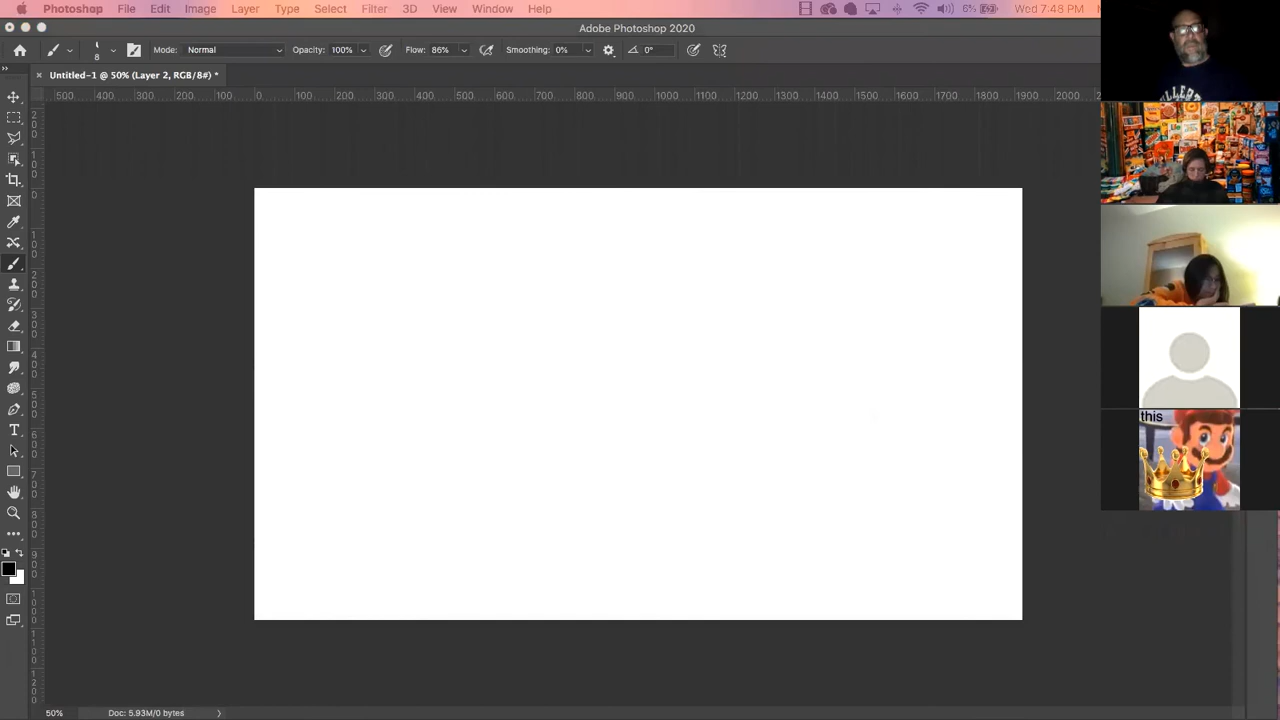 Photoshop File Edit Image Layer Type Select Filter 3D View Window Help 6% Wed 7:48 PM
Adobe Photoshop 2020
8 Mode: Normal Opacity: 100% Flow: 86% Smoothing: 0% 0°
Untitled-1 @ 50% (Layer 2, RGB/8#) *
500 400 300 200 100 0 100 200 300 400 500 600 700 800 900 1000 1100 1200 1300 1400 1500 1600 1700 1800 1900 2000
Life
this
50% Doc: 5.93M/0 bytes